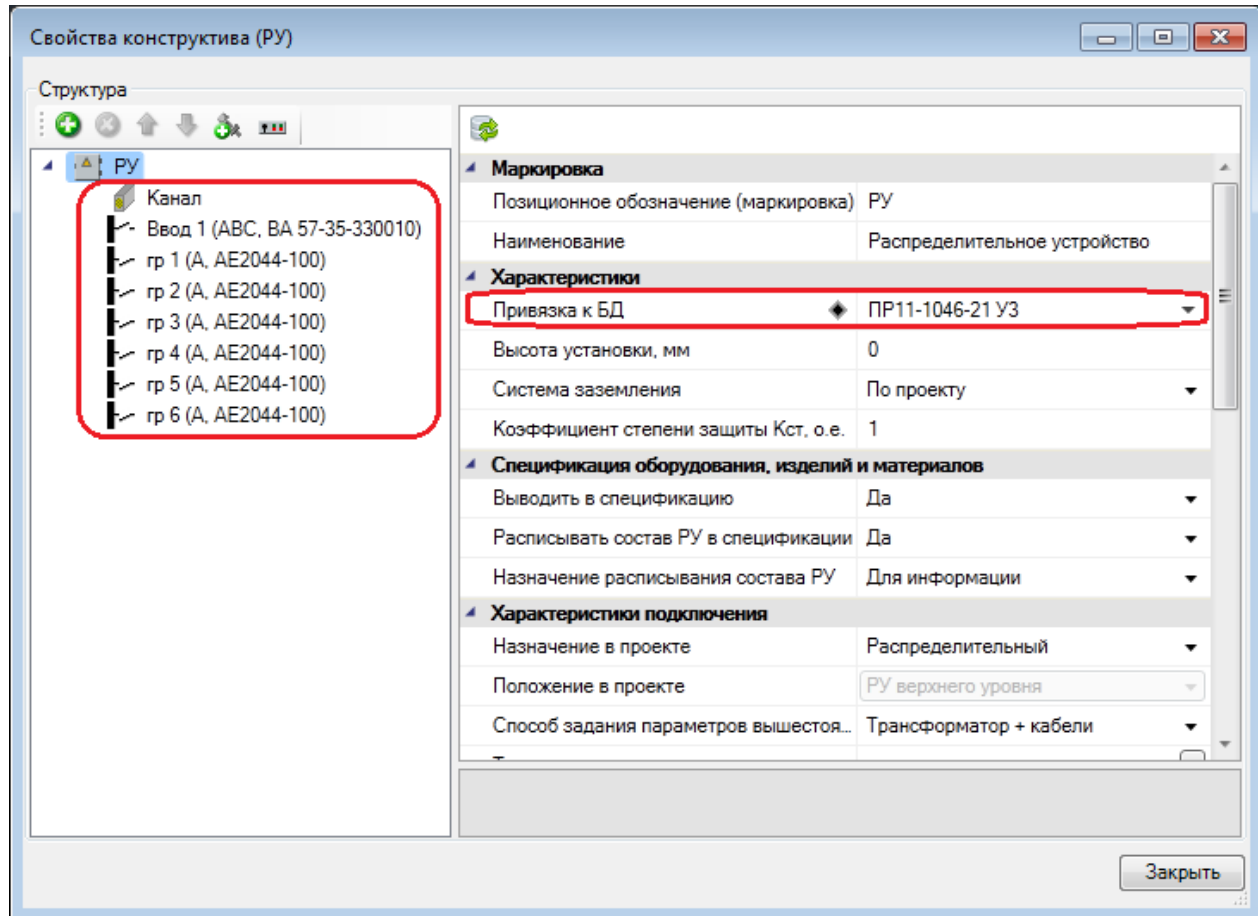 Свойства конструктива (РУ)
Структура
РУ
Канал
Ввод 1 (ABC, ВА 57-35-330010)
гр 1 (А, АЕ2044-100)
гр 2 (А, АЕ2044-100)
гр 3 (А, АЕ2044-100)
гр 4 (А, АЕ2044-100)
гр 5 (А, АЕ2044-100)
гр 6 (А, АЕ2044-100)
Маркировка
Позиционное обозначение (маркировка) РУ
Наименование Распределительное устройство
Характеристики
Привязка к БД ПР11-1046-21 У3
Высота установки, мм 0
Система заземления По проекту
Коэффициент степени защиты Кст, о.е. 1
Спецификация оборудования, изделий и материалов
Выводить в спецификацию Да
Расписывать состав РУ в спецификации Да
Назначение расписывания состава РУ Для информации
Характеристики подключения
Назначение в проекте Распределительный
Положение в проекте РУ верхнего уровня
Способ задания параметров вышестоя... Трансформатор + кабели
Закрыть